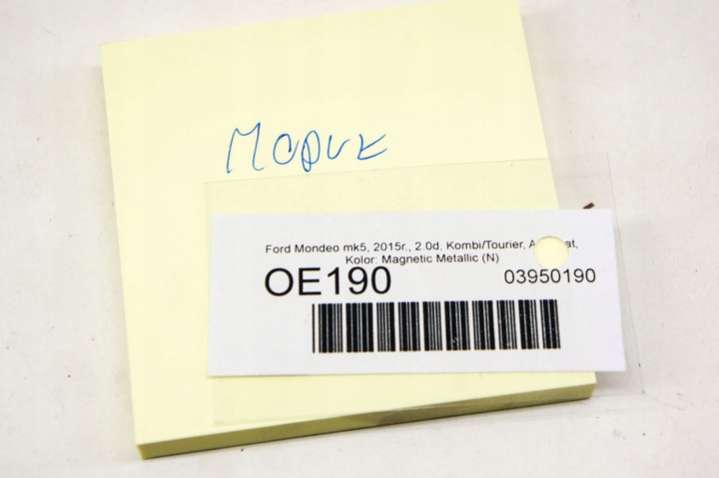 Ford Mondeo mk5, 2015r., 2.0d, Kombi/Tourier,
Kolor: Magnetic Metallic (N)
OE190
03950190